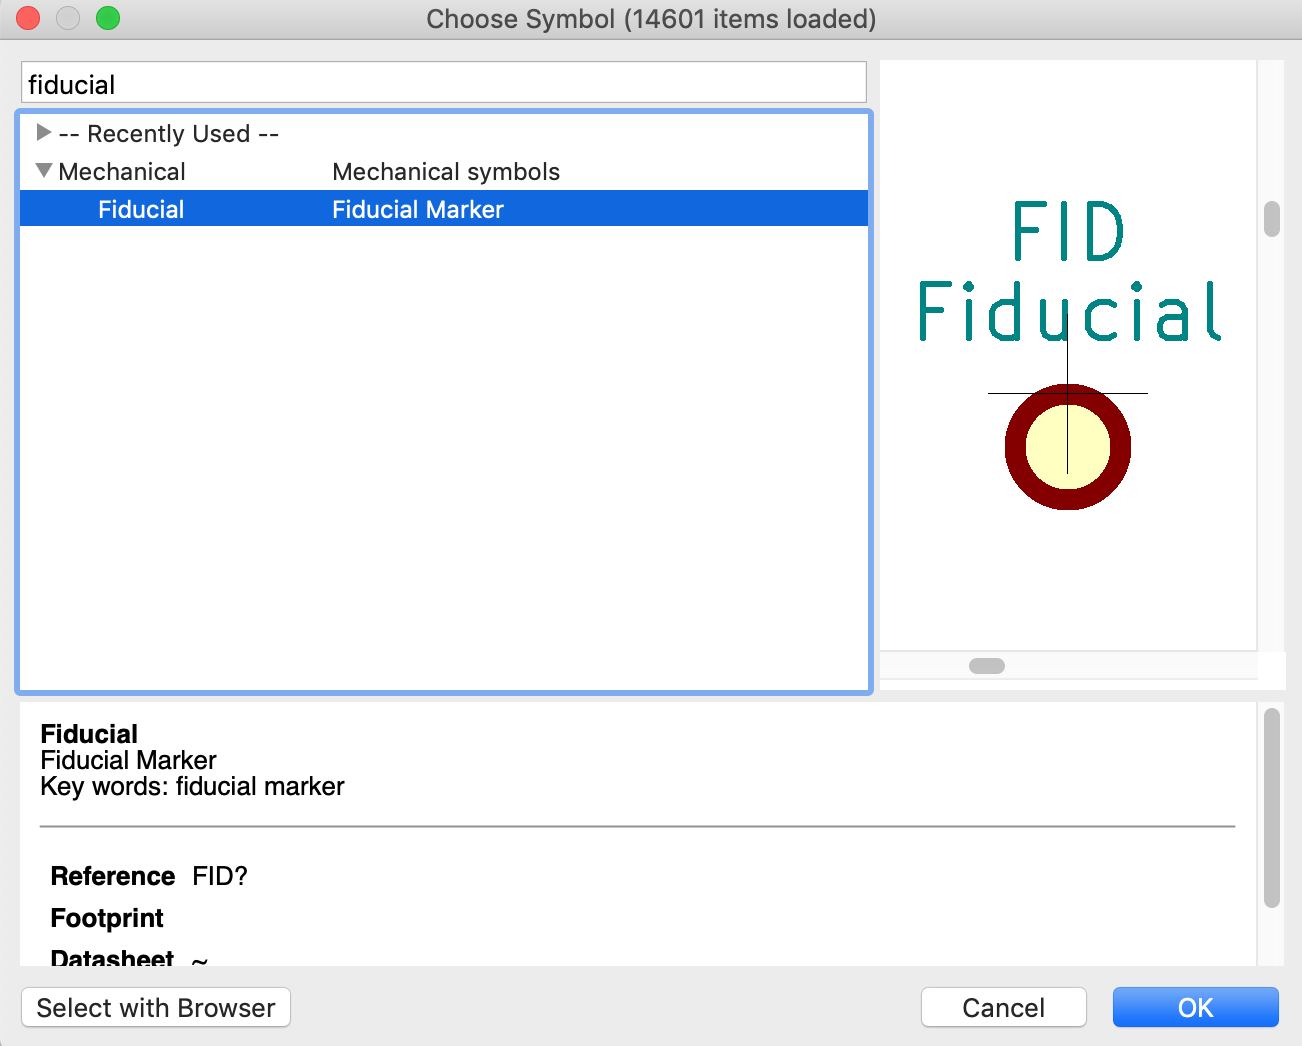 Choose Symbol (14601 items loaded)
fiducial
-- Recently Used --
Mechanical Mechanical symbols
Fiducial Fiducial Marker
FID
Fiducial
Fiducial
Fiducial Marker
Key words: fiducial marker
Reference FID?
Footprint
Datasheet ~
Select with Browser Cancel OK